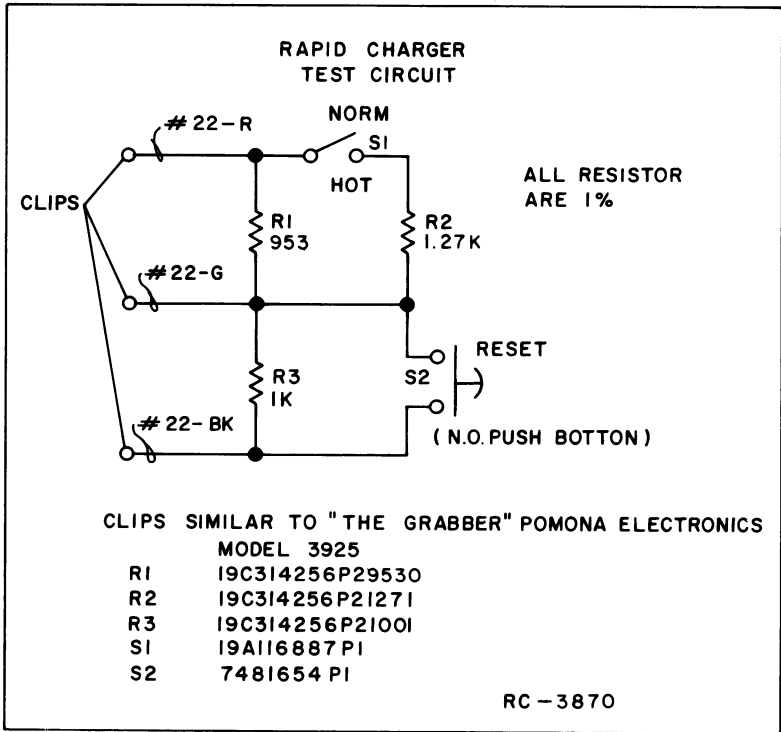 RAPID CHARGER
TEST CIRCUIT
# 22-R
NORM
S1
HOT
ALL RESISTOR
ARE 1%
CLIPS
R1
953
R2
1.27K
# 22-G
R3
1K
S2
RESET
# 22-BK
( N.O. PUSH BOTTON )
CLIPS SIMILAR TO "THE GRABBER" POMONA ELECTRONICS
MODEL 3925
R1 19C314256P29530
R2 19C314256P21271
R3 19C314256P21001
S1 19A116887P1
S2 7481654 P1
RC-3870